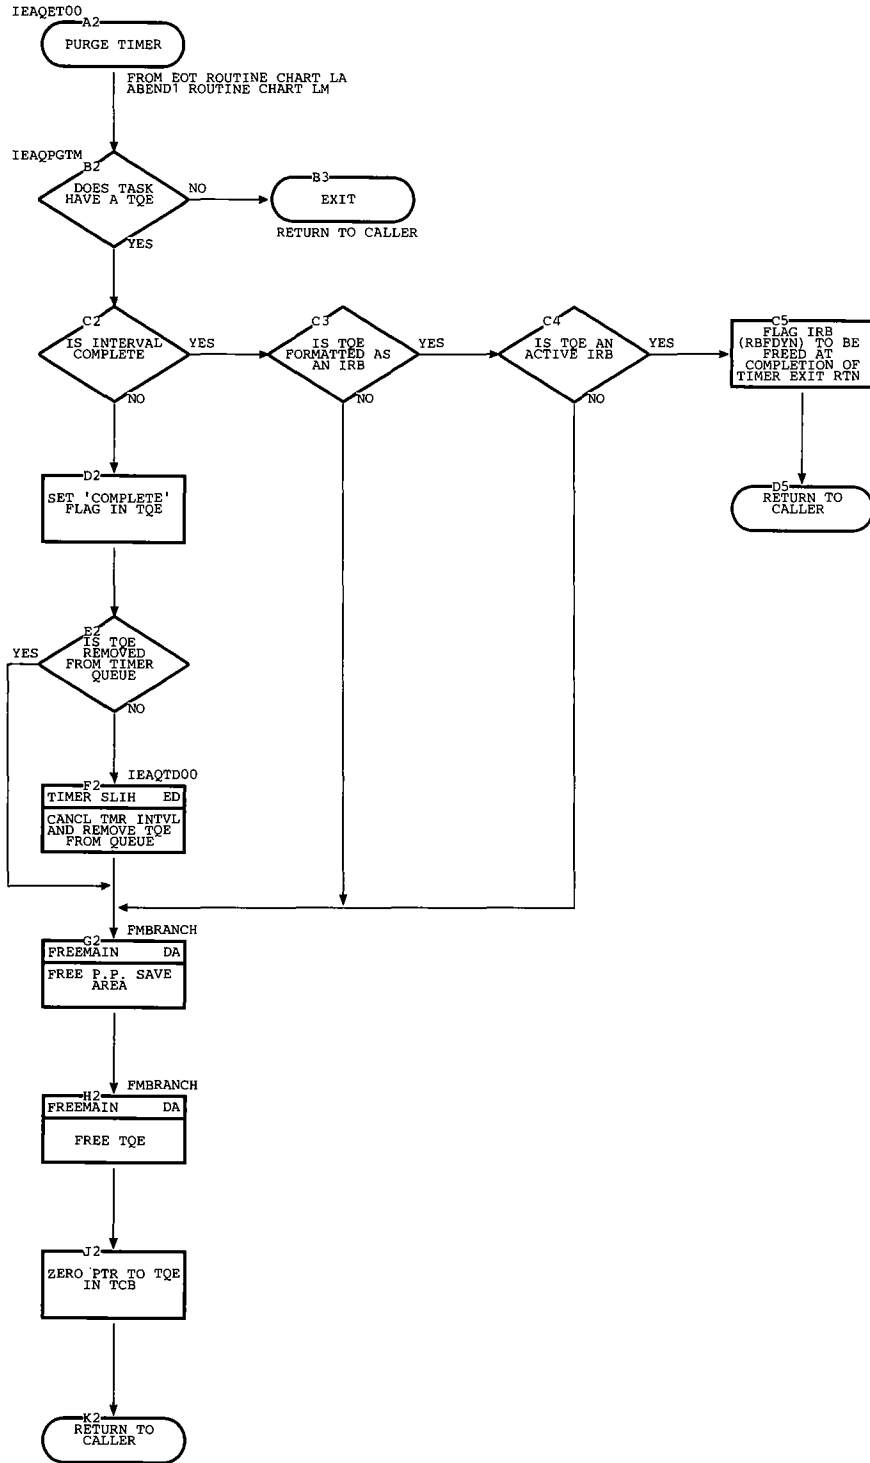 IEAQET00
A2
PURGE TIMER
FROM EOT ROUTINE CHART LA
ABEND1 ROUTINE CHART LM
IEAQPGTM
B2
DOES TASK
HAVE A TQE
NO
YES
B3
EXIT
RETURN TO CALLER
C2
IS INTERVAL
COMPLETE
YES
NO
C3
IS TQE
FORMATTED AS
AN IRB
YES
NO
C4
IS TQE AN
ACTIVE IRB
YES
NO
C5
FLAG IRB
(RBFDYN) TO BE
FREED AT
COMPLETION OF
TIMER EXIT RTN
D2
SET 'COMPLETE'
FLAG IN TQE
D5
RETURN TO
CALLER
E2
IS TQE
REMOVED
FROM TIMER
QUEUE
YES
NO
IEAQTD00
F2
TIMER SLIH ED
CANCL TMR INTVL
AND REMOVE TQE
FROM QUEUE
FMBRANCH
G2
FREEMAIN DA
FREE P.P. SAVE
AREA
FMBRANCH
H2
FREEMAIN DA
FREE TQE
J2
ZERO PTR TO TQE
IN TCB
K2
RETURN TO
CALLER